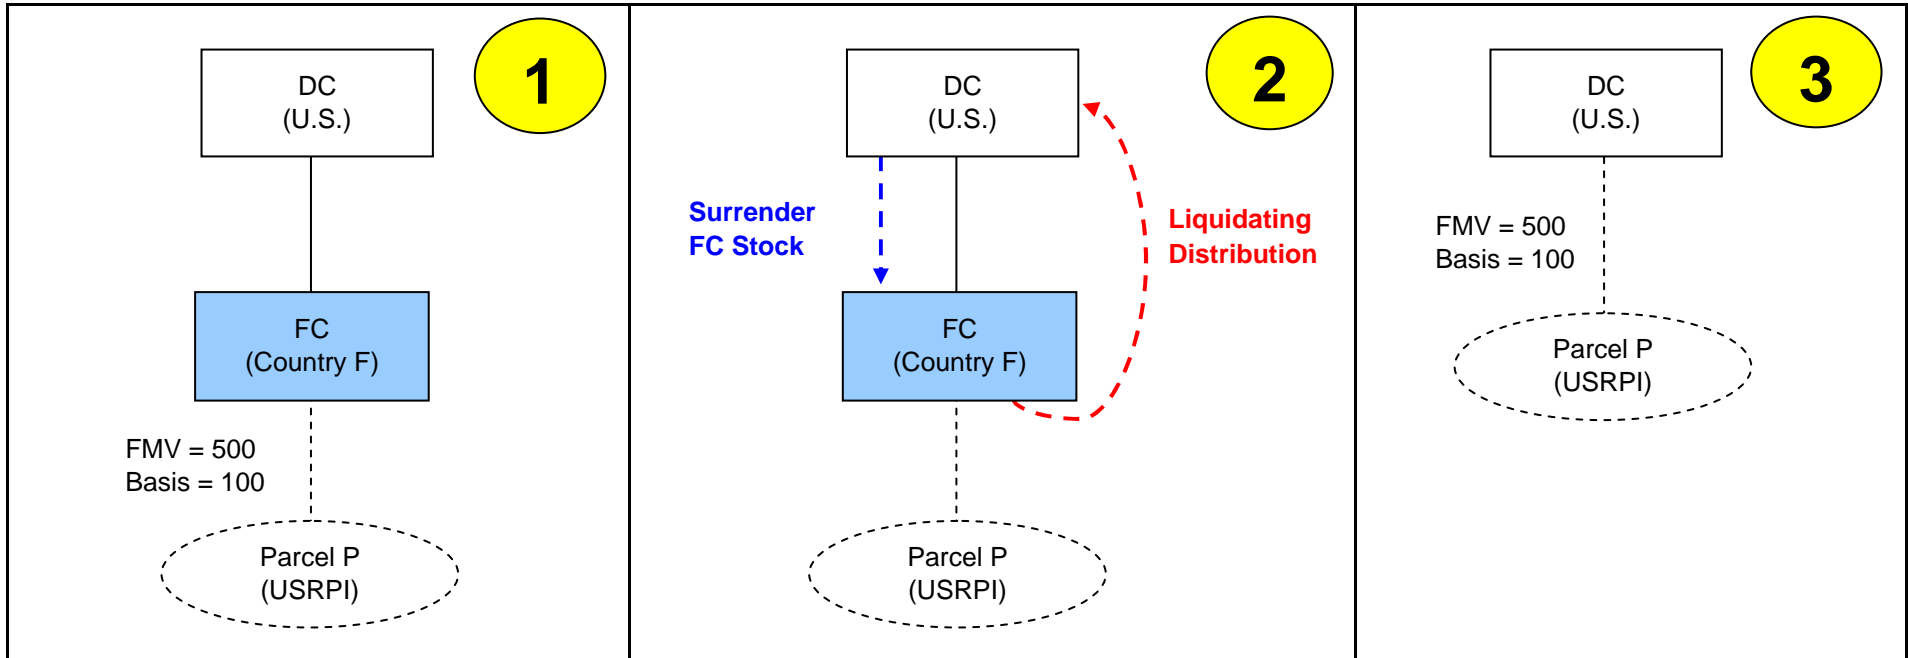 1
DC
(U.S.)
FC
(Country F)
FMV = 500
Basis = 100
Parcel P
(USRPI)
2
DC
(U.S.)
Surrender
FC Stock
Liquidating
Distribution
FC
(Country F)
Parcel P
(USRPI)
3
DC
(U.S.)
FMV = 500
Basis = 100
Parcel P
(USRPI)